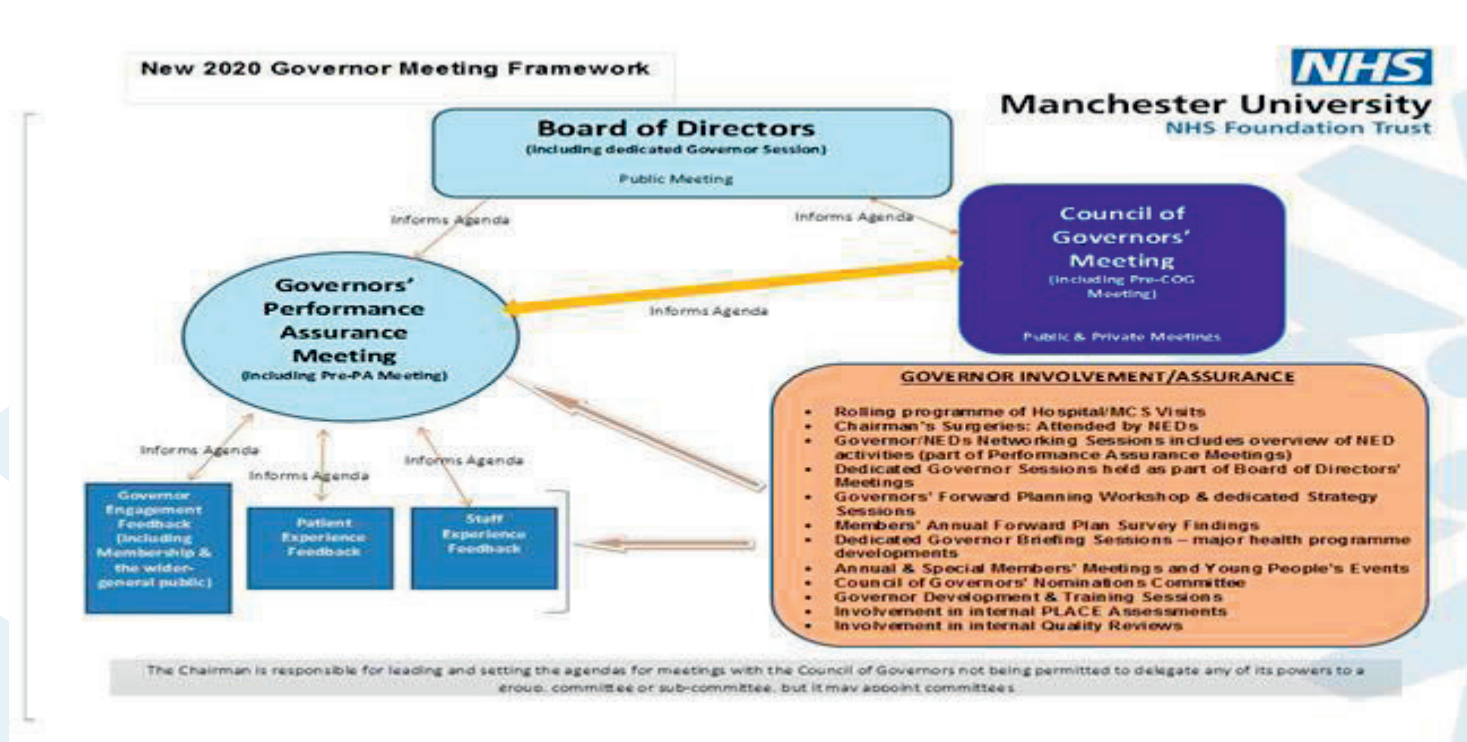 New 2020 Governor Meeting Framework
NHS
Manchester University
NHS Foundation Trust
Board of Directors
(including dedicated Governor Session)
Public Meeting
Informs Agenda
Informs Agenda
Council of
Governors'
Meeting
(including Pre-COG
Meeting)
Public & Private Meetings
Governors'
Performance
Assurance
Meeting
(including Pre-PA Meeting)
Informs Agenda
GOVERNOR INVOLVEMENT/ASSURANCE
• Rolling programme of Hospital/MCS Visits
• Chairman's Surgeries: Attended by NEDs
• Governor/NEDs Networking Sessions includes overview of NED
activities (part of Performance Assurance Meetings)
• Dedicated Governor Sessions held as part of Board of Directors'
Meetings
• Governors' Forward Planning Workshop & dedicated Strategy
Sessions
• Members' Annual Forward Plan Survey Findings
• Dedicated Governor Briefing Sessions – major health programme
developments
• Annual & Special Members' Meetings and Young People's Events
• Council of Governors' Nominations Committee
• Governor Development & Training Sessions
• Involvement in internal PLACE Assessments
• Involvement in internal Quality Reviews
Informs Agenda
Informs Agenda
Informs Agenda
Governor
Engagement
Feedback
(including
Membership &
the wider-
general public)
Patient
Experience
Feedback
Staff
Experience
Feedback
The Chairman is responsible for leading and setting the agendas for meetings with the Council of Governors not being permitted to delegate any of its powers to a
group, committee or sub-committee, but it may appoint committees